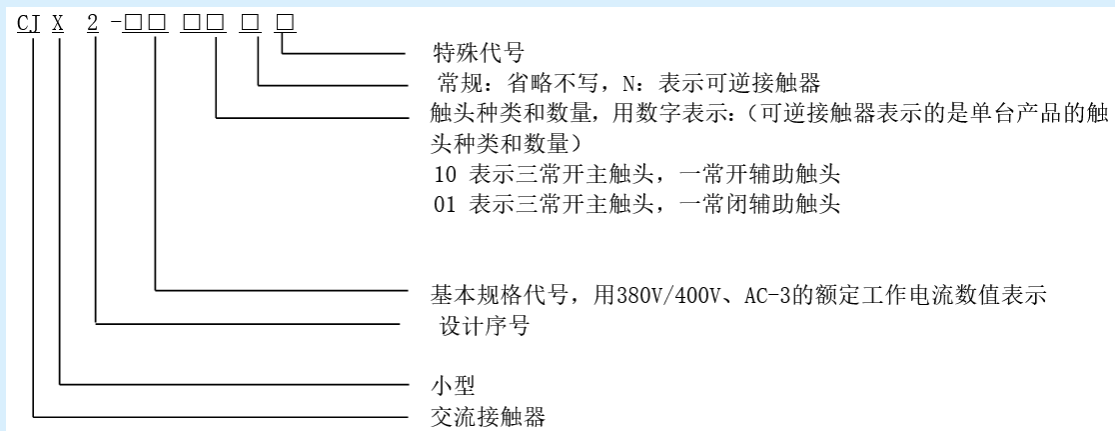 CJ X 2-□□ □□ □ □
特殊代号
常规：省略不写，N：表示可逆接触器
触头种类和数量，用数字表示：（可逆接触器表示的是单台产品的触
头种类和数量）
10 表示三常开主触头，一常开辅助触头
01 表示三常开主触头，一常闭辅助触头
基本规格代号，用380V/400V、AC-3的额定工作电流数值表示
设计序号
小型
交流接触器